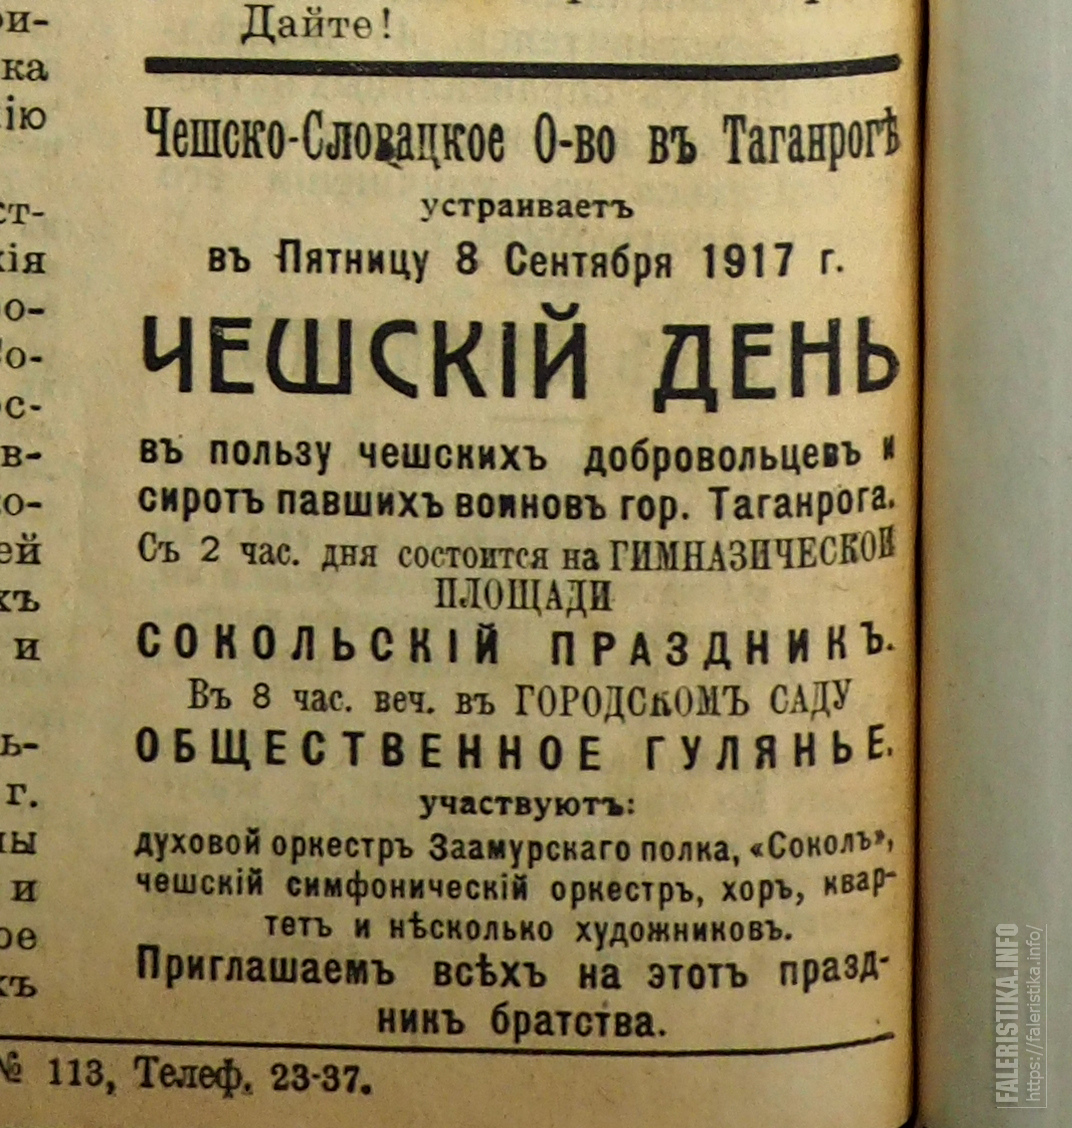 Дайте!
Чешско-Словацкое О-во въ Таганрогѣ
устраиваетъ
въ Пятницу 8 Сентября 1917 г.
ЧЕШСКІЙ ДЕНЬ
въ пользу чешскихъ добровольцевъ и
сиротъ павшихъ воиновъ гор. Таганрога.
Съ 2 час. дня состоится на ГИМНАЗИЧЕСКОЙ
ПЛОЩАДИ
СОКОЛЬСКІЙ ПРАЗДНИКЪ.
Въ 8 час. веч. въ ГОРОДСКОМЪ САДУ
ОБЩЕСТВЕННОЕ ГУЛЯНЬЕ.
участвуютъ:
духовой оркестръ Заамурскаго полка, «Соколъ»,
чешскій симфоническій оркестръ, хоръ, квар-
тетъ и нѣсколько художниковъ.
Приглашаемъ всѣхъ на этотъ празд-
никъ братства.
№ 113, Телеф. 23-37.
FALERISTIKA.INFO
https://faleristika.info/